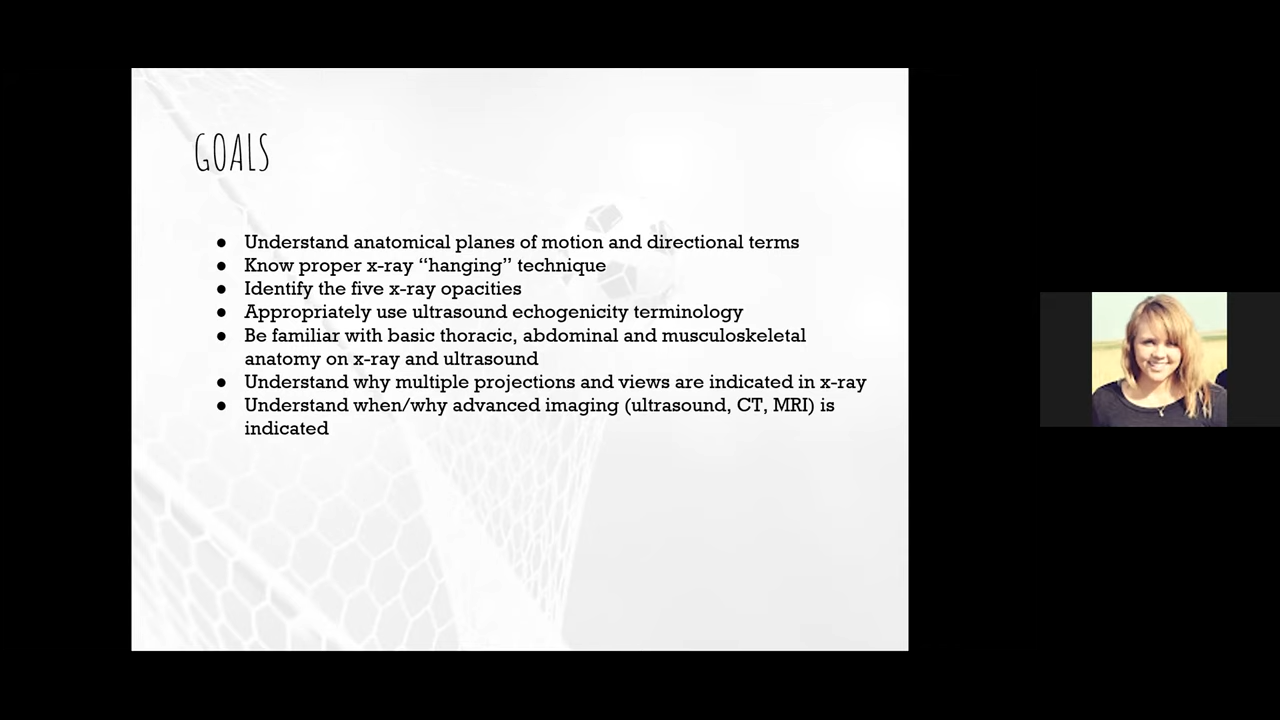 GOALS
● Understand anatomical planes of motion and directional terms
● Know proper x-ray “hanging” technique
● Identify the five x-ray opacities
● Appropriately use ultrasound echogenicity terminology
● Be familiar with basic thoracic, abdominal and musculoskeletal
anatomy on x-ray and ultrasound
● Understand why multiple projections and views are indicated in x-ray
● Understand when/why advanced imaging (ultrasound, CT, MRI) is
indicated